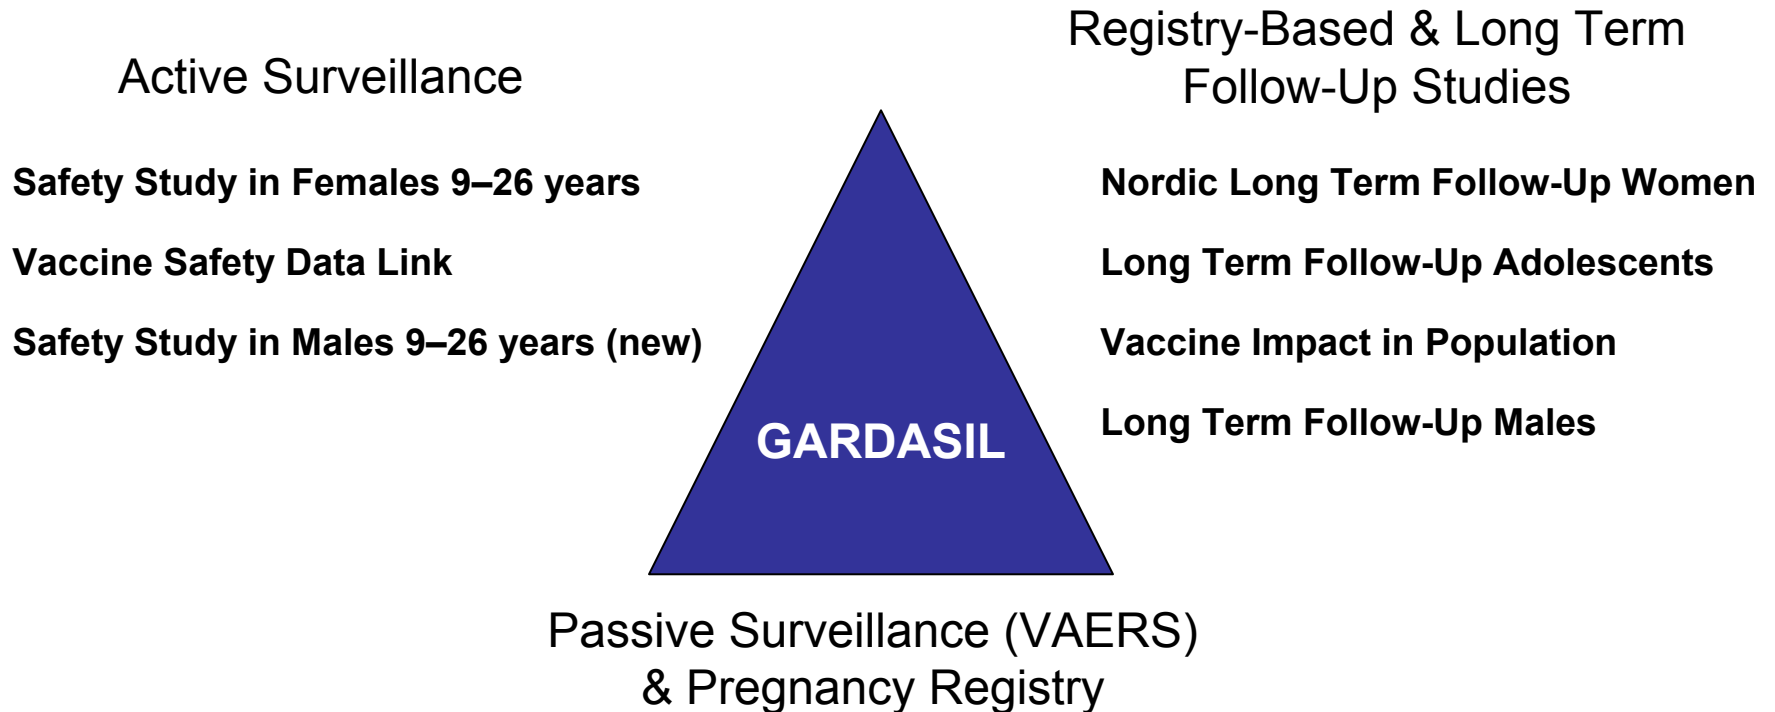 Active Surveillance
Safety Study in Females 9–26 years
Vaccine Safety Data Link
Safety Study in Males 9–26 years (new)
Registry-Based & Long Term
Follow-Up Studies
Nordic Long Term Follow-Up Women
Long Term Follow-Up Adolescents
Vaccine Impact in Population
Long Term Follow-Up Males
GARDASIL
Passive Surveillance (VAERS)
& Pregnancy Registry